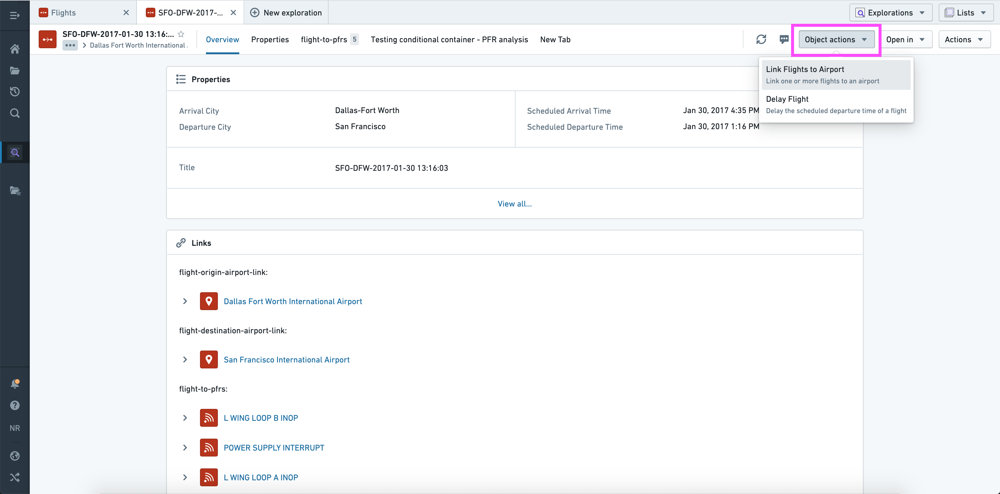 Flights
SFO-DFW-2017-...
New exploration
Explorations
Lists
SFO-DFW-2017-01-30 13:16:...
Dallas Fort Worth International
Overview
Properties
flight-to-pfrs 5
Testing conditional container - PFR analysis
New Tab
Object actions
Open in
Actions
Link Flights to Airport
Link one or more flights to an airport
Delay Flight
Delay the scheduled departure time of a flight
Properties
Arrival City Dallas-Fort Worth
Departure City San Francisco
Scheduled Arrival Time Jan 30, 2017 4:35 PM
Scheduled Departure Time Jan 30, 2017 1:16 PM
Title SFO-DFW-2017-01-30 13:16:03
View all...
Links
flight-origin-airport-link:
Dallas Fort Worth International Airport
flight-destination-airport-link:
San Francisco International Airport
flight-to-pfrs:
L WING LOOP B INOP
POWER SUPPLY INTERRUPT
L WING LOOP A INOP
NR